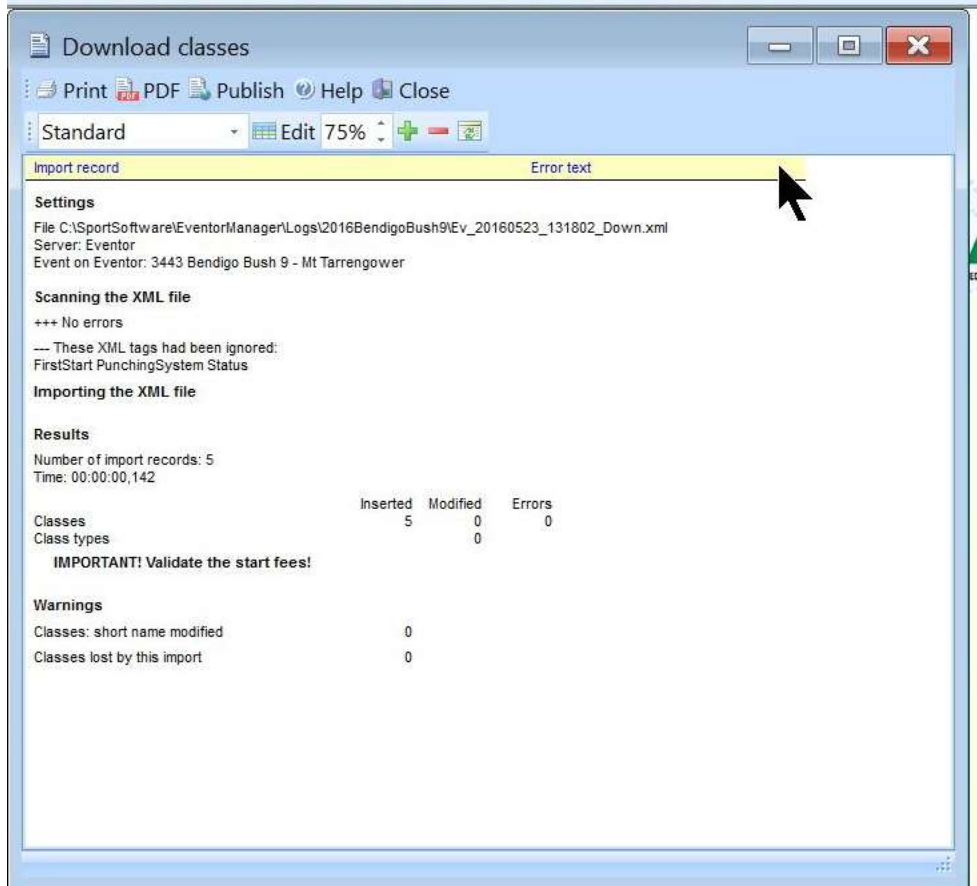 Download classes
Print PDF Publish Help Close
Standard Edit 75%
Import record Error text
Settings
File C:\SportSoftware\EventorManager\Logs\2016BendigoBush9\Ev_20160523_131802_Down.xml
Server: Eventor
Event on Eventor: 3443 Bendigo Bush 9 - Mt Tarrengower
Scanning the XML file
+++ No errors
--- These XML tags had been ignored:
FirstStart PunchingSystem Status
Importing the XML file
Results
Number of import records: 5
Time: 00:00:00,142
Inserted Modified Errors
Classes 5 0 0
Class types 0
IMPORTANT! Validate the start fees!
Warnings
Classes: short name modified 0
Classes lost by this import 0